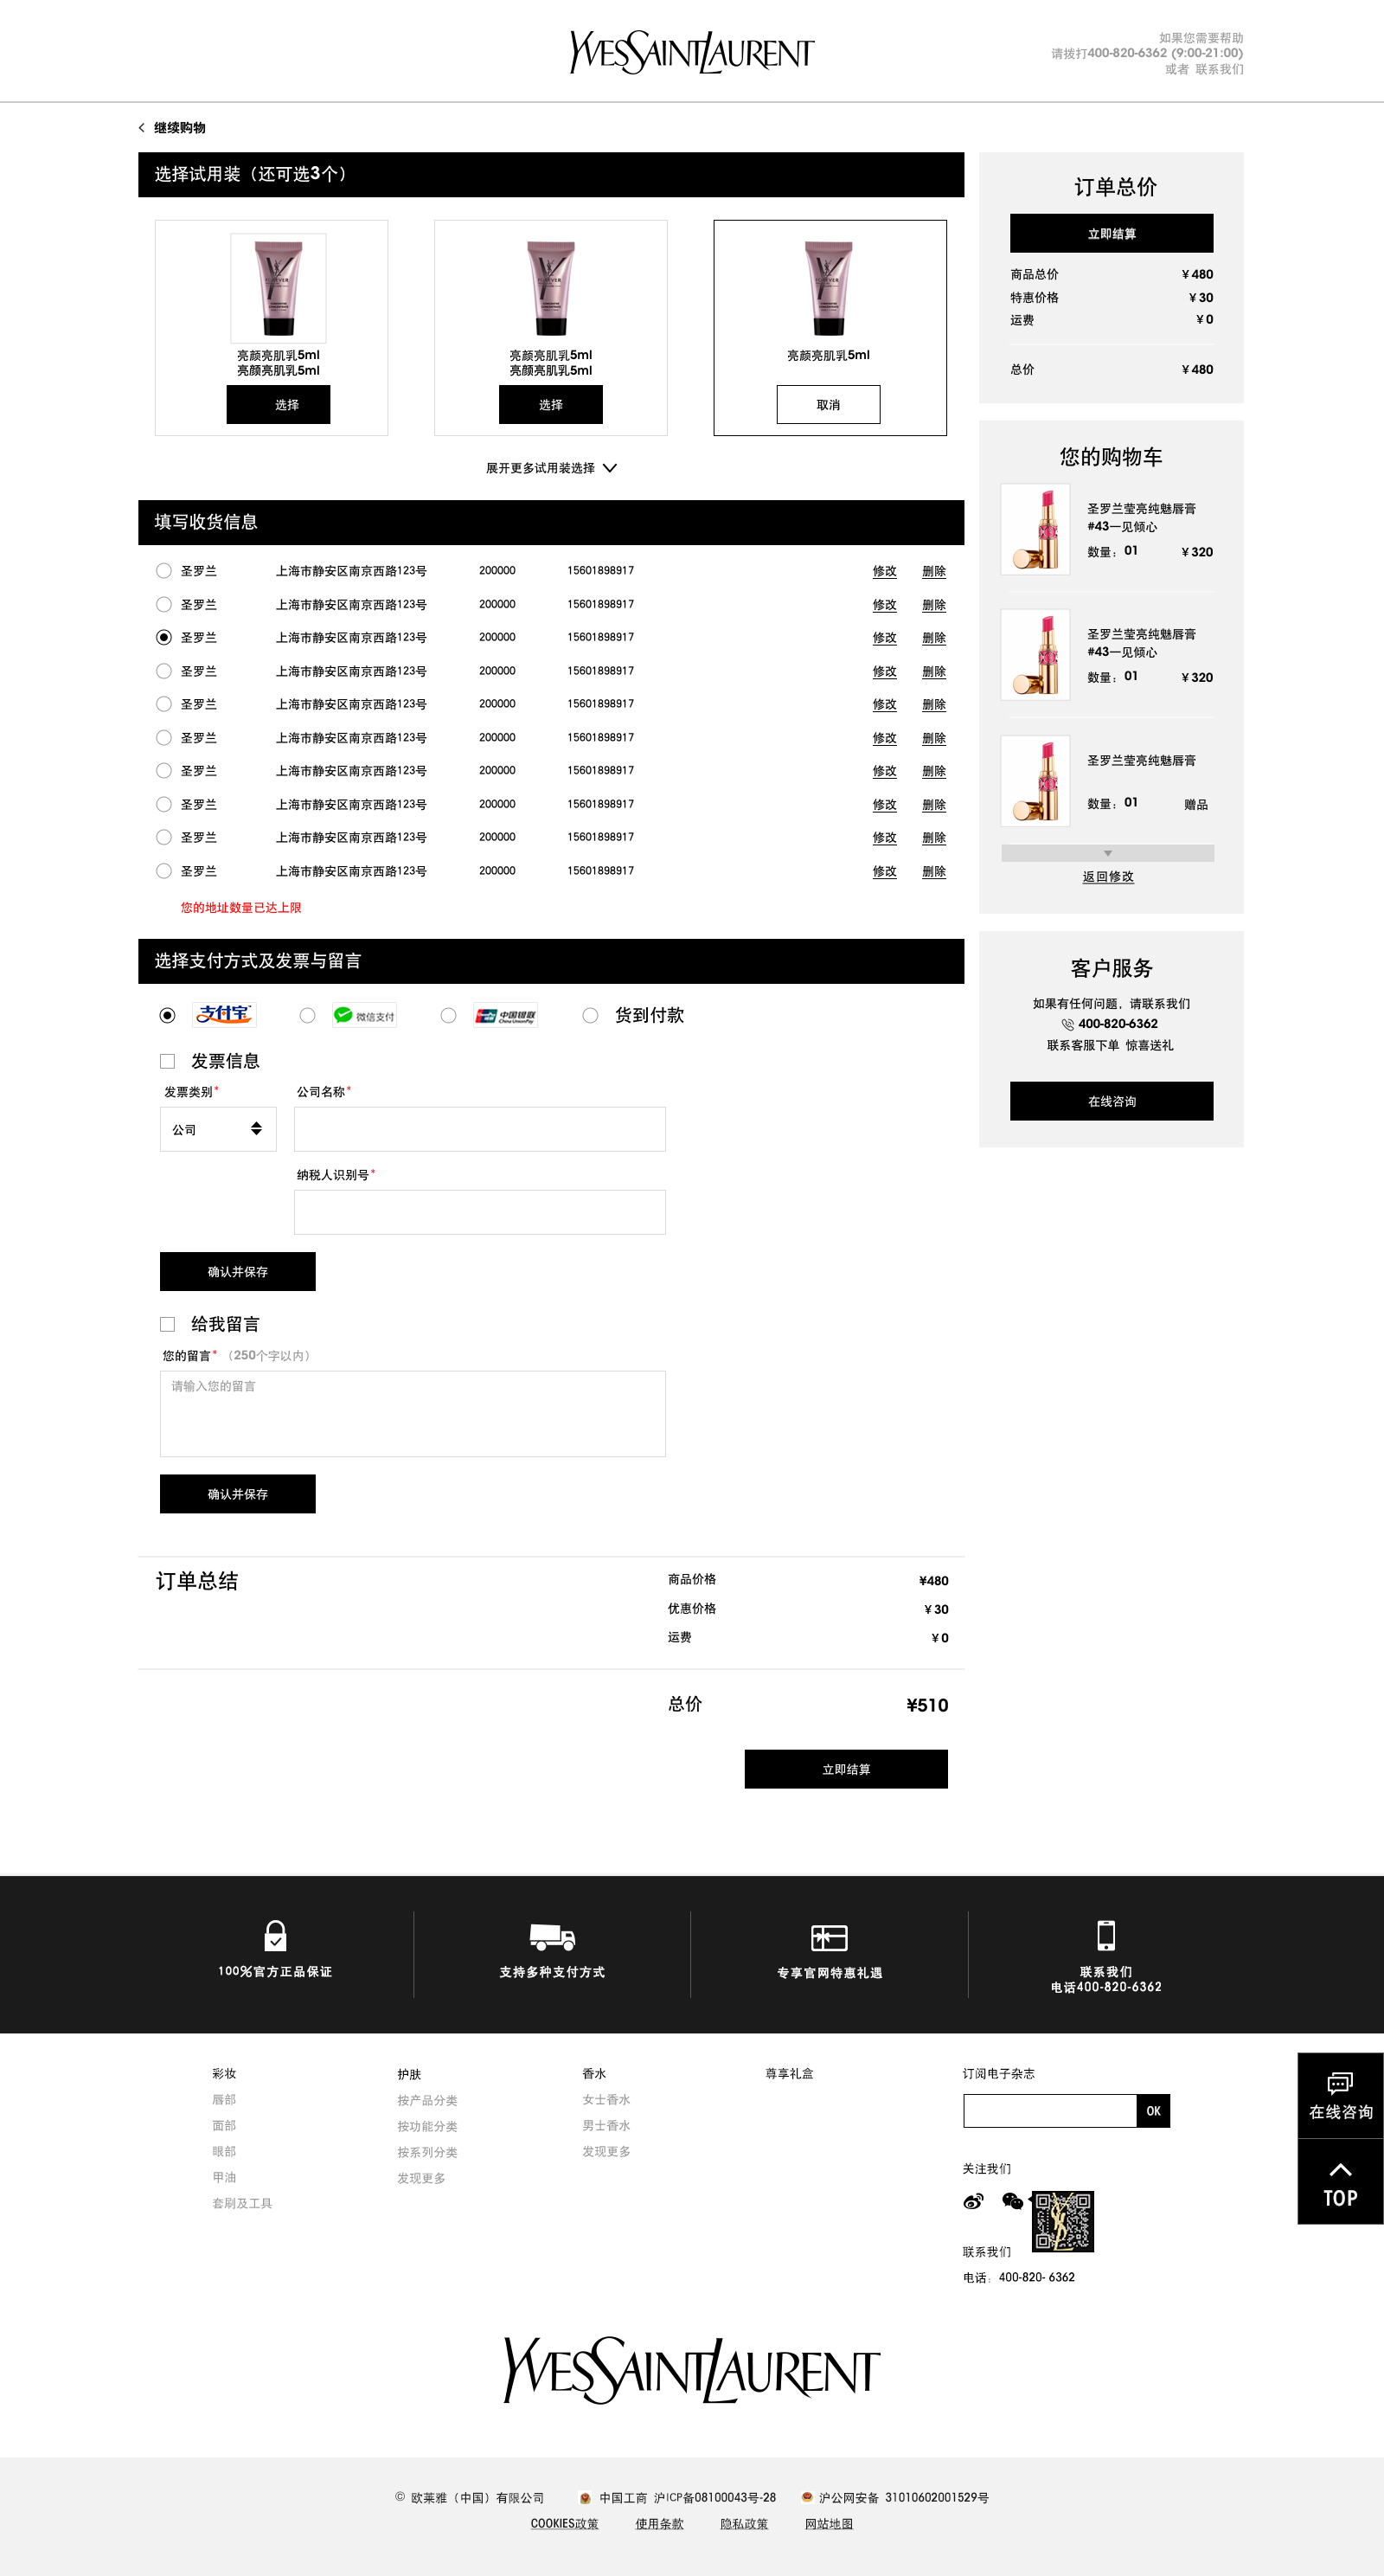 YVESSAINTLAURENT
如果您需要帮助
请拨打400-820-6362 (9:00-21:00)
或者 联系我们
继续购物
选择试用装（还可选3个）
亮颜亮肌乳5ml
亮颜亮肌乳5ml
选择
亮颜亮肌乳5ml
亮颜亮肌乳5ml
选择
亮颜亮肌乳5ml
取消
展开更多试用装选择
填写收货信息
圣罗兰 上海市静安区南京西路123号 200000 15601898917 修改 删除
圣罗兰 上海市静安区南京西路123号 200000 15601898917 修改 删除
圣罗兰 上海市静安区南京西路123号 200000 15601898917 修改 删除
圣罗兰 上海市静安区南京西路123号 200000 15601898917 修改 删除
圣罗兰 上海市静安区南京西路123号 200000 15601898917 修改 删除
圣罗兰 上海市静安区南京西路123号 200000 15601898917 修改 删除
圣罗兰 上海市静安区南京西路123号 200000 15601898917 修改 删除
圣罗兰 上海市静安区南京西路123号 200000 15601898917 修改 删除
圣罗兰 上海市静安区南京西路123号 200000 15601898917 修改 删除
圣罗兰 上海市静安区南京西路123号 200000 15601898917 修改 删除
您的地址数量已达上限
选择支付方式及发票与留言
支付宝 微信支付 中国银联 China UnionPay 货到付款
发票信息
发票类别* 公司名称*
公司
纳税人识别号*
确认并保存
给我留言
您的留言*（250个字以内）
请输入您的留言
确认并保存
订单总结
商品价格 ¥480
优惠价格 ¥30
运费 ¥0
总价 ¥510
立即结算
订单总价
立即结算
商品总价 ¥480
特惠价格 ¥30
运费 ¥0
总价 ¥480
您的购物车
圣罗兰莹亮纯魅唇膏
#43一见倾心
数量：01 ¥320
圣罗兰莹亮纯魅唇膏
#43一见倾心
数量：01 ¥320
圣罗兰莹亮纯魅唇膏
数量：01 赠品
返回修改
客户服务
如果有任何问题，请联系我们
400-820-6362
联系客服下单 惊喜送礼
在线咨询
100%官方正品保证
支持多种支付方式
专享官网特惠礼遇
联系我们
电话400-820-6362
彩妆
唇部
面部
眼部
甲油
套刷及工具
护肤
按产品分类
按功能分类
按系列分类
发现更多
香水
女士香水
男士香水
发现更多
尊享礼盒
订阅电子杂志
OK
关注我们
联系我们
电话：400-820- 6362
在线咨询
TOP
YVESSAINTLAURENT
© 欧莱雅（中国）有限公司 中国工商 沪ICP备08100043号-28 沪公网安备 31010602001529号
COOKIES政策 使用条款 隐私政策 网站地图